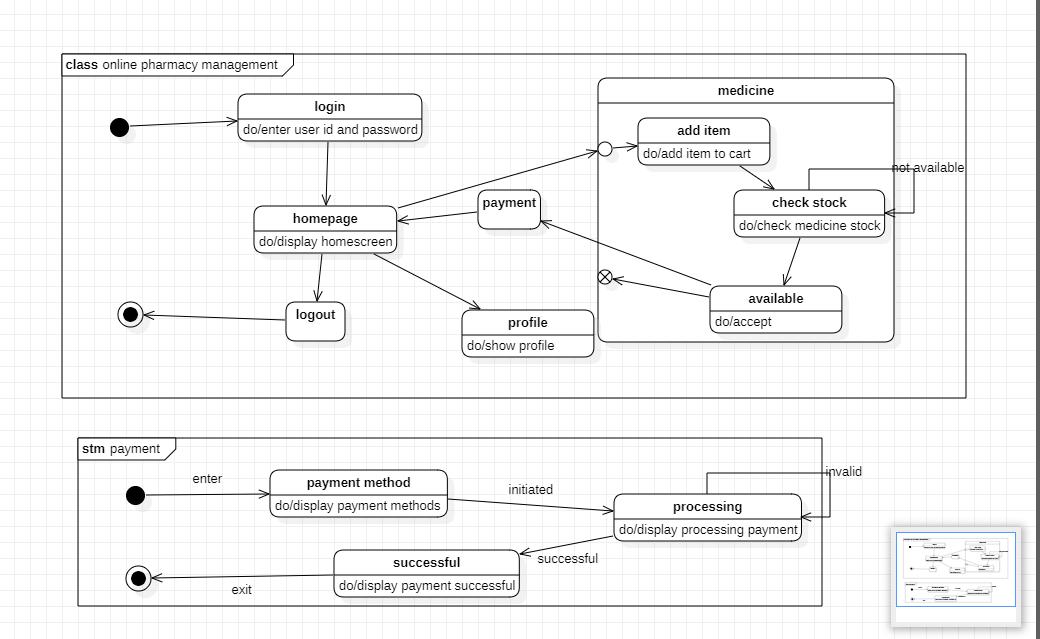 class online pharmacy management
medicine
login
do/enter user id and password
add item
do/add item to cart
not available
check stock
do/check medicine stock
payment
homepage
do/display homescreen
available
do/accept
logout
profile
do/show profile
stm payment
enter
payment method
do/display payment methods
initiated
invalid
processing
do/display processing payment
successful
successful
do/display payment successful
exit